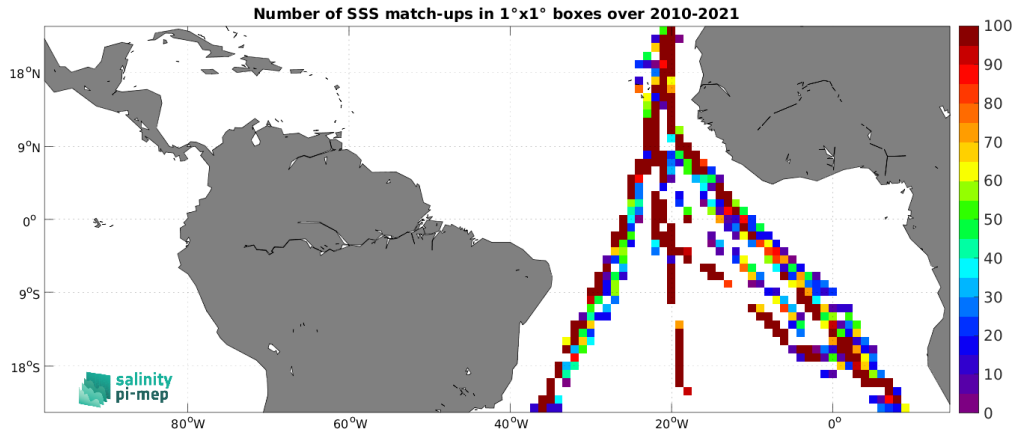 Number of SSS match-ups in 1°x1° boxes over 2010-2021
18°N
9°N
0°
9°S
18°S
80°W
60°W
40°W
20°W
0°
100
90
80
70
60
50
40
30
20
10
0
salinity
pi-mep